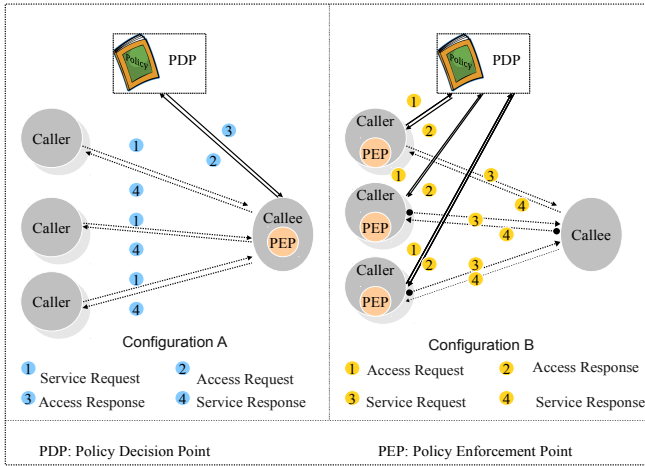 Policy
PDP
Caller
1
4
Caller
1
4
Caller
1
4
3
2
Callee
PEP
Configuration A
1 Service Request
2 Access Request
3 Access Response
4 Service Response
Policy
PDP
1
2
Caller
PEP
3
4
1
2
Caller
PEP
3
4
1
2
Caller
PEP
3
4
Callee
Configuration B
1 Access Request
2 Access Response
3 Service Request
4 Service Response
PDP: Policy Decision Point
PEP: Policy Enforcement Point